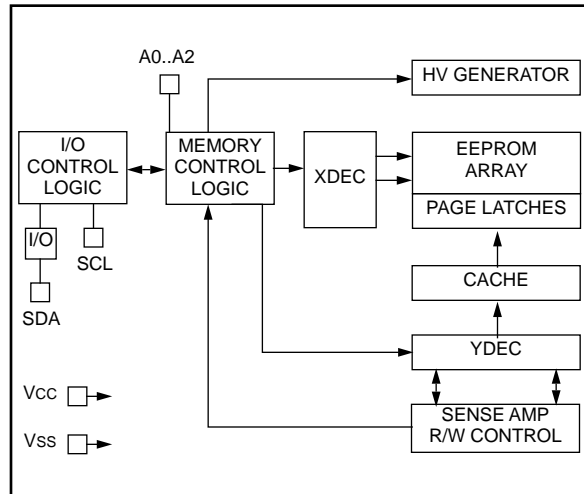 A0..A2
HV GENERATOR
I/O
CONTROL
LOGIC
MEMORY
CONTROL
LOGIC
XDEC
EEPROM
ARRAY
PAGE LATCHES
I/O
SCL
SDA
CACHE
YDEC
VCC
SENSE AMP
R/W CONTROL
VSS